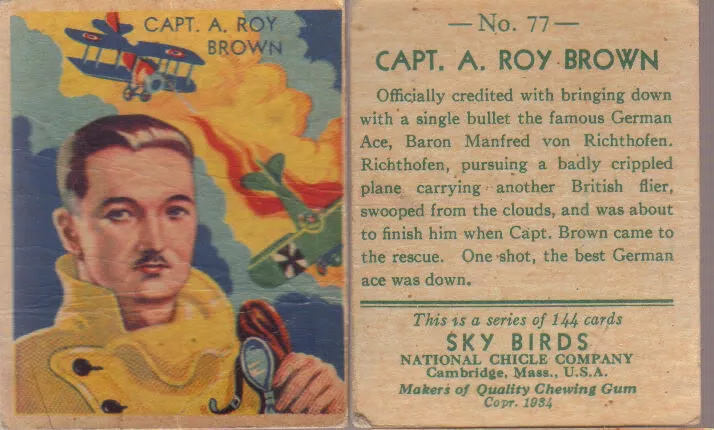 CAPT. A. ROY
BROWN
—No. 77—
CAPT. A. ROY BROWN
Officially credited with bringing down
with a single bullet the famous German
Ace, Baron Manfred von Richthofen.
Richthofen, pursuing a badly crippled
plane carrying another British flier,
swooped from the clouds, and was about
to finish him when Capt. Brown came to
the rescue. One shot, the best German
ace was down.
This is a series of 144 cards
SKY BIRDS
NATIONAL CHICLE COMPANY
Cambridge, Mass., U.S.A.
Makers of Quality Chewing Gum
Copr. 1934